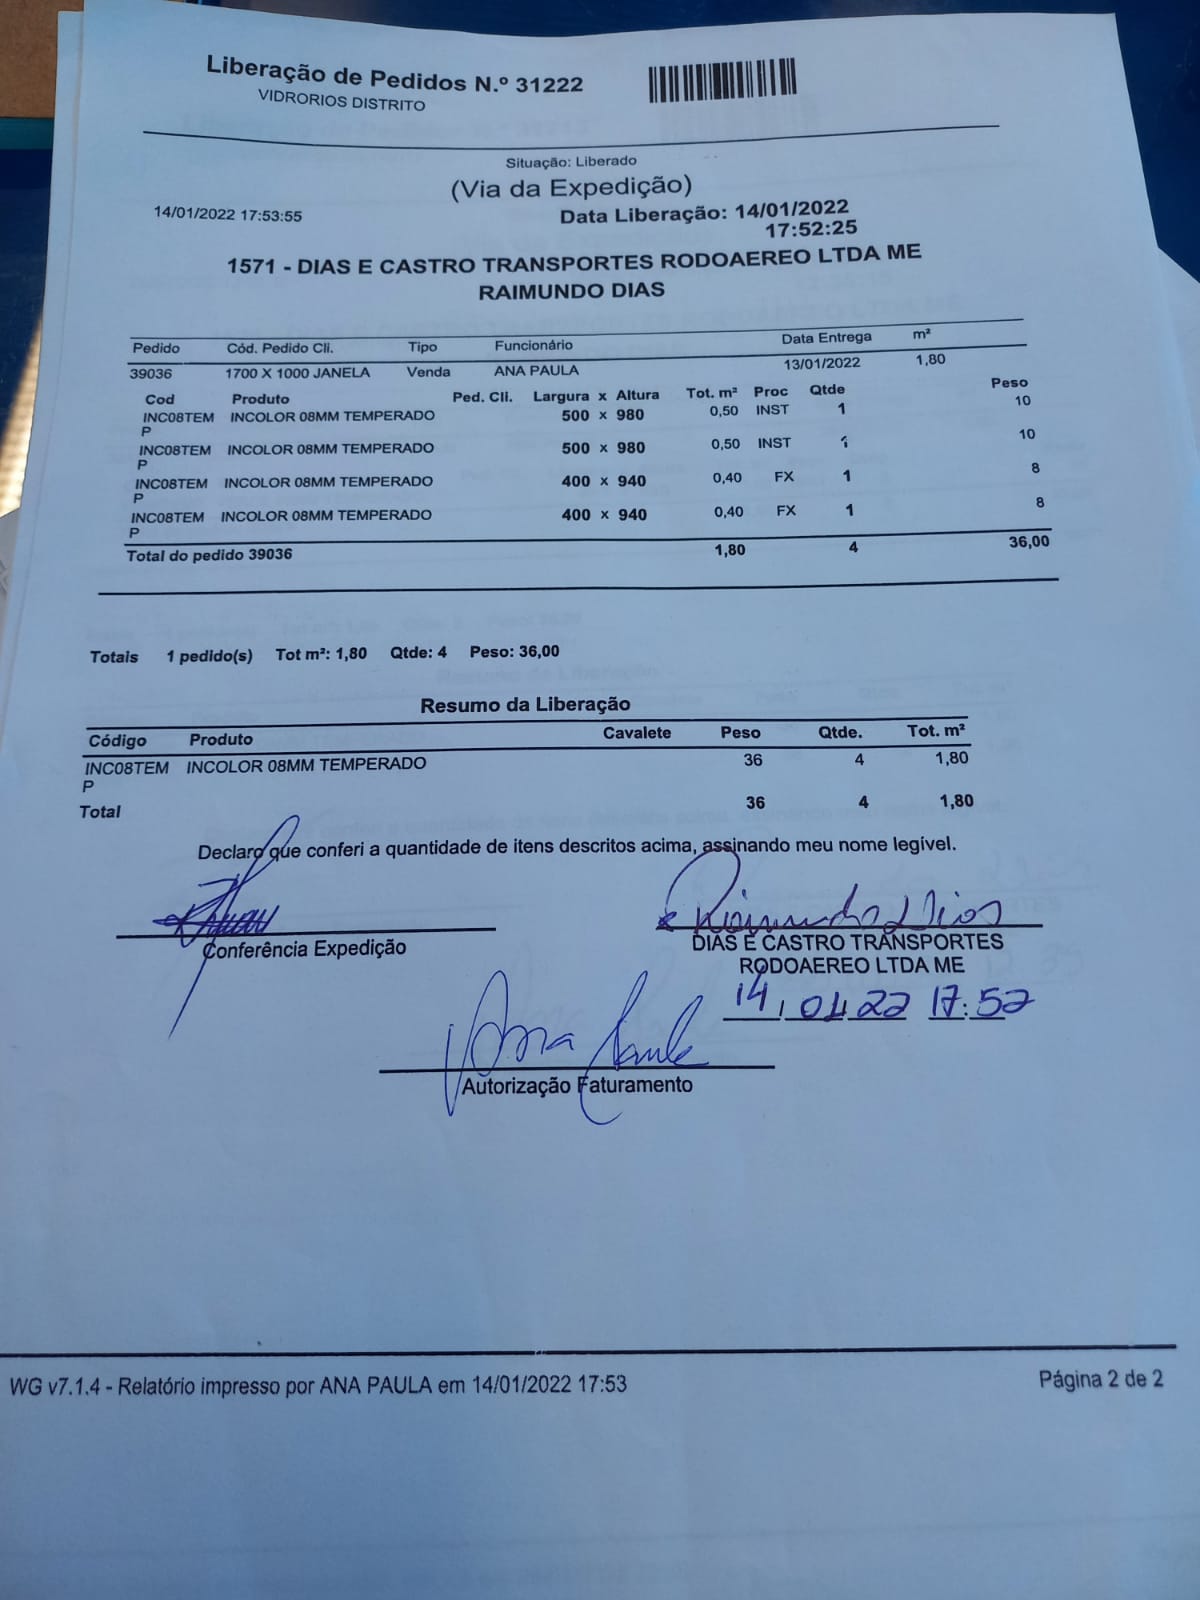 Liberação de Pedidos N.º 31222
VIDRORIOS DISTRITO
Situação: Liberado
(Via da Expedição)
14/01/2022 17:53:55
Data Liberação: 14/01/2022
17:52:25
1571 - DIAS E CASTRO TRANSPORTES RODOAEREO LTDA ME
RAIMUNDO DIAS
Pedido Cód. Pedido Cli. Tipo Funcionário Data Entrega m²
39036 1700 X 1000 JANELA Venda ANA PAULA 13/01/2022 1,80
Cod Produto Ped. Cli. Largura x Altura Tot. m² Proc Qtde Peso
INC08TEM INCOLOR 08MM TEMPERADO 500 x 980 0,50 INST 1 10
P
INC08TEM INCOLOR 08MM TEMPERADO 500 x 980 0,50 INST 1 10
P
INC08TEM INCOLOR 08MM TEMPERADO 400 x 940 0,40 FX 1 8
P
INC08TEM INCOLOR 08MM TEMPERADO 400 x 940 0,40 FX 1 8
P
Total do pedido 39036 1,80 4 36,00
Totais 1 pedido(s) Tot m²: 1,80 Qtde: 4 Peso: 36,00
Resumo da Liberação
Código Produto Cavalete Peso Qtde. Tot. m²
INC08TEM INCOLOR 08MM TEMPERADO 36 4 1,80
P
Total 36 4 1,80
Declaro que conferi a quantidade de itens descritos acima, assinando meu nome legível.
Raimundo Dias
Conferência Expedição
DIAS E CASTRO TRANSPORTES
RODOAEREO LTDA ME
14/01/22 17:52
Ana Paula
Autorização Faturamento
WG v7.1.4 - Relatório impresso por ANA PAULA em 14/01/2022 17:53
Página 2 de 2